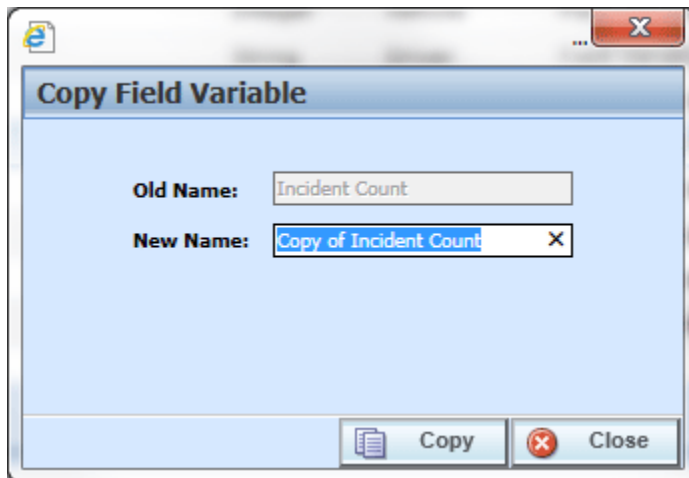 ...
Copy Field Variable
Old Name: Incident Count
New Name: Copy of Incident Count
Copy Close